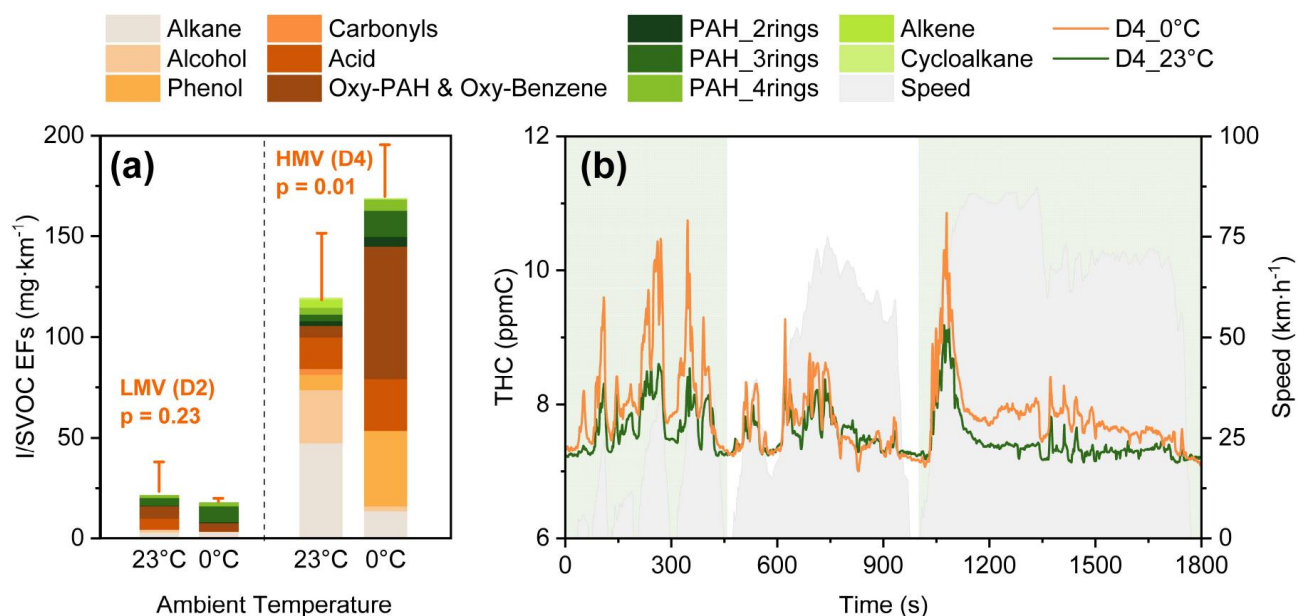 Alkane
Alcohol
Phenol
Carbonyls
Acid
Oxy-PAH & Oxy-Benzene
PAH_2rings
PAH_3rings
PAH_4rings
Alkene
Cycloalkane
Speed
D4_0°C
D4_23°C
(a)
HMV (D4)
p = 0.01
LMV (D2)
p = 0.23
I/SVOC EFs (mg·km⁻¹)
200
150
100
50
0
23°C 0°C 23°C 0°C
Ambient Temperature
(b)
THC (ppmC)
12
10
8
6
0 300 600 900 1200 1500 1800
Time (s)
100
75
50
25
0
Speed (km·h⁻¹)